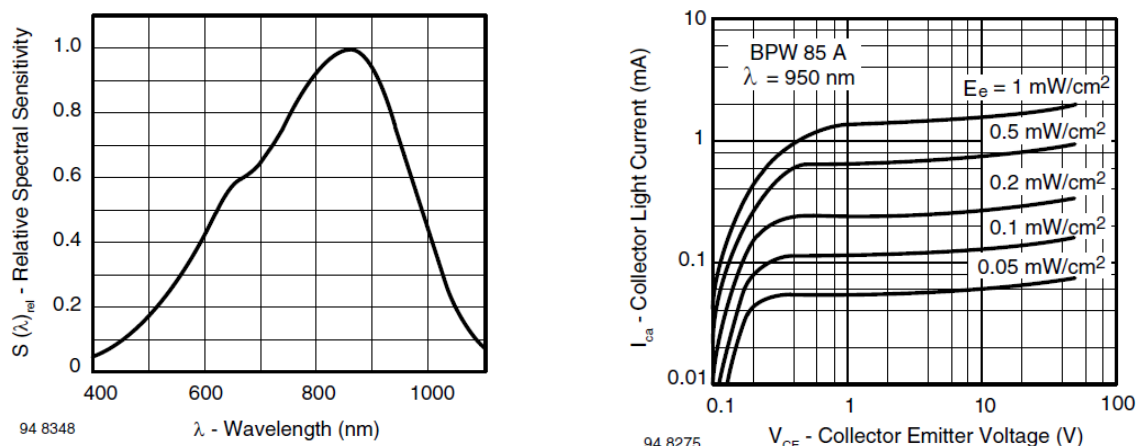 S (λ)rel - Relative Spectral Sensitivity
1.0
0.8
0.6
0.4
0.2
0
400 600 800 1000
94 8348
λ - Wavelength (nm)
Ica - Collector Light Current (mA)
10
1
0.1
0.01
BPW 85 A
λ = 950 nm
Ee = 1 mW/cm²
0.5 mW/cm²
0.2 mW/cm²
0.1 mW/cm²
0.05 mW/cm²
0.1 1 10 100
94 8275
VCE - Collector Emitter Voltage (V)